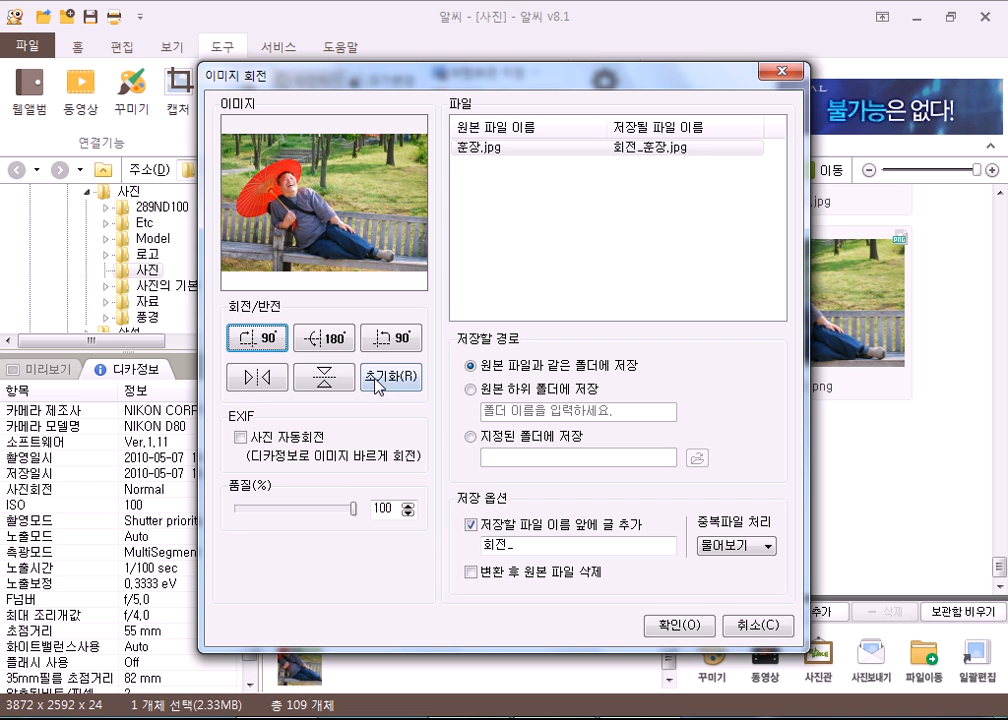 알씨 - [사진] - 알씨 v8.1
파일 홈 편집 보기 도구 서비스 도움말
웹앨범 동영상 꾸미기 캡처
연결기능
불가능은 없다!
주소(D)
이동
사진
289ND100
Etc
Model
로고
사진
사진의 기본
자료
풍경
미리보기 디카정보
항목 정보
카메라 제조사 NIKON CORP
카메라 모델명 NIKON D80
소프트웨어 Ver.1.11
촬영일시 2010-05-07 1
저장일시 2010-05-07 1
사진회전 Normal
ISO 100
촬영모드 Shutter priorit
노출모드 Auto
측광모드 MultiSegmen
노출시간 1/100 sec
노출보정 0.3333 eV
F넘버 f/5.0
최대 조리개값 f/4.0
초점거리 55 mm
화이트밸런스사용 Auto
플래시 사용 Off
35mm필름 초점거리 82 mm
이미지 회전
이미지
회전/반전
90°
180°
90°
초기화(R)
EXIF
사진 자동회전
(디카정보로 이미지 바르게 회전)
품질(%)
100
파일
원본 파일 이름 저장될 파일 이름
훈장.jpg 회전_훈장.jpg
저장할 경로
원본 파일과 같은 폴더에 저장
원본 하위 폴더에 저장
폴더 이름을 입력하세요.
지정된 폴더에 저장
저장 옵션
저장할 파일 이름 앞에 글 추가
회전_
변환 후 원본 파일 삭제
중복파일 처리
물어보기
확인(O) 취소(C)
.jpg
PNG
png
추가 삭제 보관함 비우기
꾸미기 동영상 사진관 사진보내기 파일이동 일괄편집
3872 x 2592 x 24 1 개체 선택(2.33MB) 총 109 개체